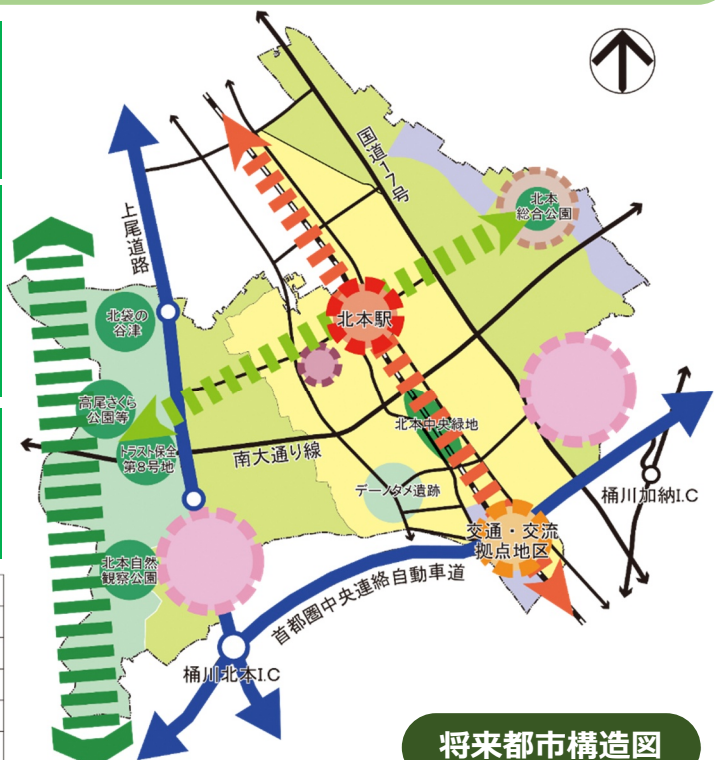 国道17号
上尾道路
北本
総合公園
北袋の
谷津
北本駅
高尾さくら
公園等
北本中央緑地
トラスト保全
第8号地
南大通り線
デーノタメ遺跡
桶川加納I.C
交通・交流
拠点地区
北本自然
観察公園
首都圏中央連絡自動車道
桶川北本I.C
将来都市構造図